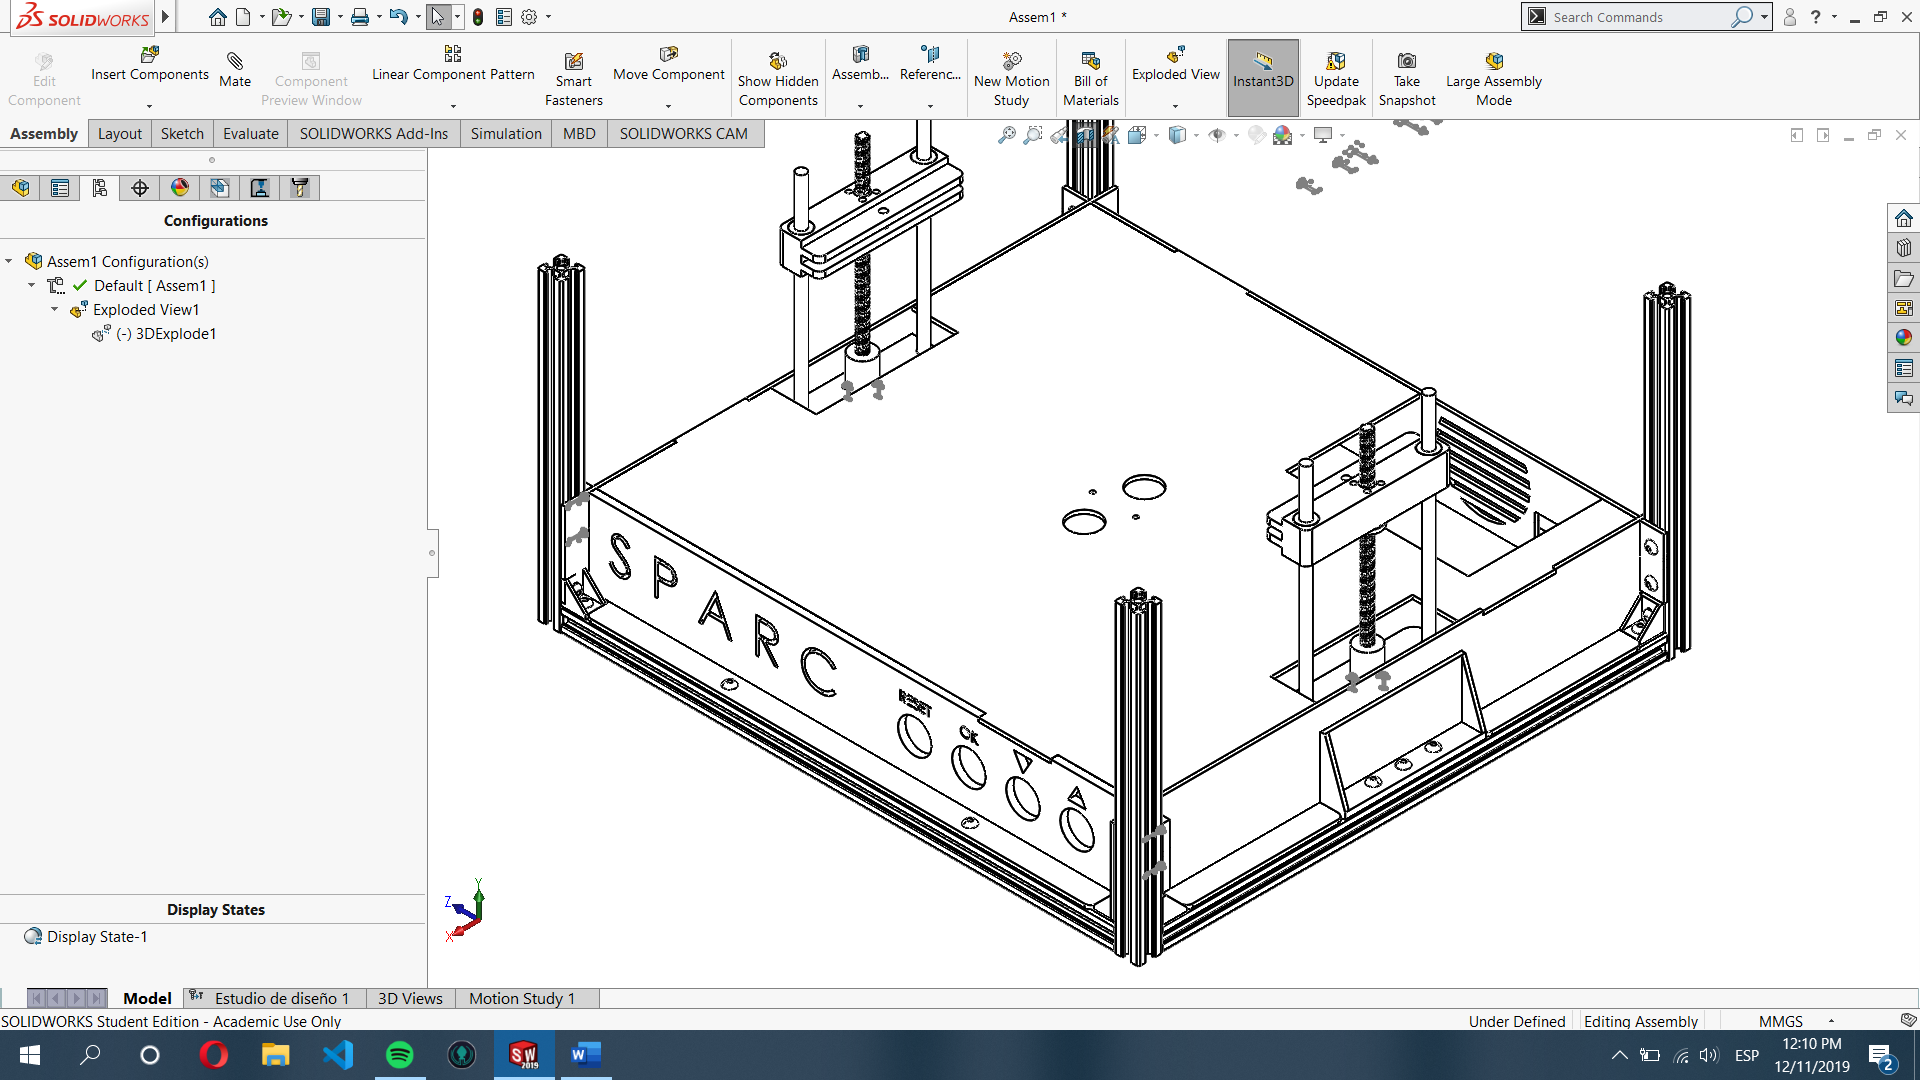 SOLIDWORKS
Assem1 *
Search Commands
Edit Component
Insert Components
Mate
Component Preview Window
Linear Component Pattern
Smart Fasteners
Move Component
Show Hidden Components
Assemb...
Referenc...
New Motion Study
Bill of Materials
Exploded View
Instant3D
Update Speedpak
Take Snapshot
Large Assembly Mode
Assembly
Layout
Sketch
Evaluate
SOLIDWORKS Add-Ins
Simulation
MBD
SOLIDWORKS CAM
Configurations
Assem1 Configuration(s)
Default [ Assem1 ]
Exploded View1
(-) 3DExplode1
SPARC
RESET
OK
Display States
Display State-1
Y
Z
X
Model
Estudio de diseño 1
3D Views
Motion Study 1
SOLIDWORKS Student Edition - Academic Use Only
Under Defined
Editing Assembly
MMGS
SW
2019
W
ESP
12:10 PM
12/11/2019
2